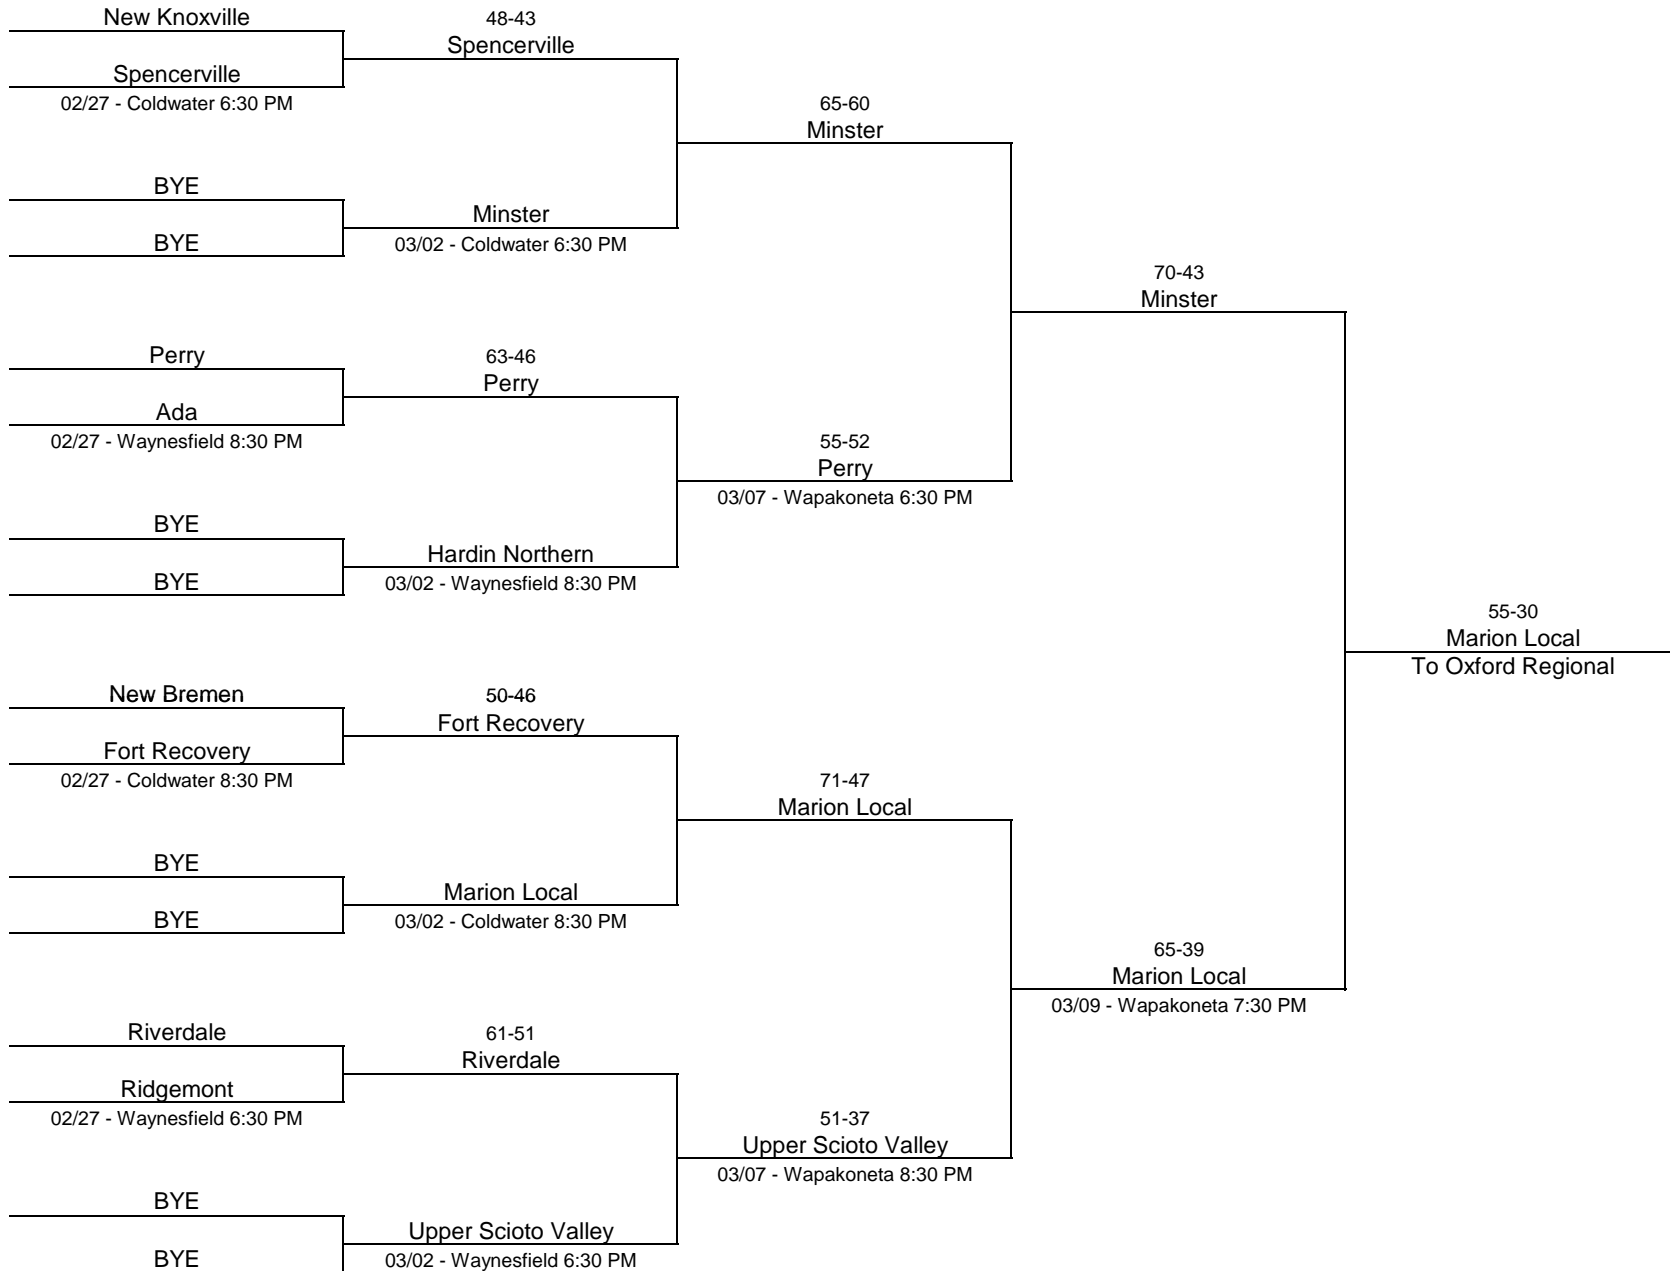 New Knoxville
48-43
Spencerville
Spencerville
02/27 - Coldwater 6:30 PM
65-60
Minster
BYE
Minster
BYE
03/02 - Coldwater 6:30 PM
70-43
Minster
Perry
63-46
Perry
Ada
02/27 - Waynesfield 8:30 PM
55-52
Perry
03/07 - Wapakoneta 6:30 PM
BYE
Hardin Northern
BYE
03/02 - Waynesfield 8:30 PM
55-30
Marion Local
To Oxford Regional
New Bremen
50-46
Fort Recovery
Fort Recovery
02/27 - Coldwater 8:30 PM
71-47
Marion Local
BYE
Marion Local
BYE
03/02 - Coldwater 8:30 PM
65-39
Marion Local
03/09 - Wapakoneta 7:30 PM
Riverdale
61-51
Riverdale
Ridgemont
02/27 - Waynesfield 6:30 PM
51-37
Upper Scioto Valley
03/07 - Wapakoneta 8:30 PM
BYE
Upper Scioto Valley
BYE
03/02 - Waynesfield 6:30 PM